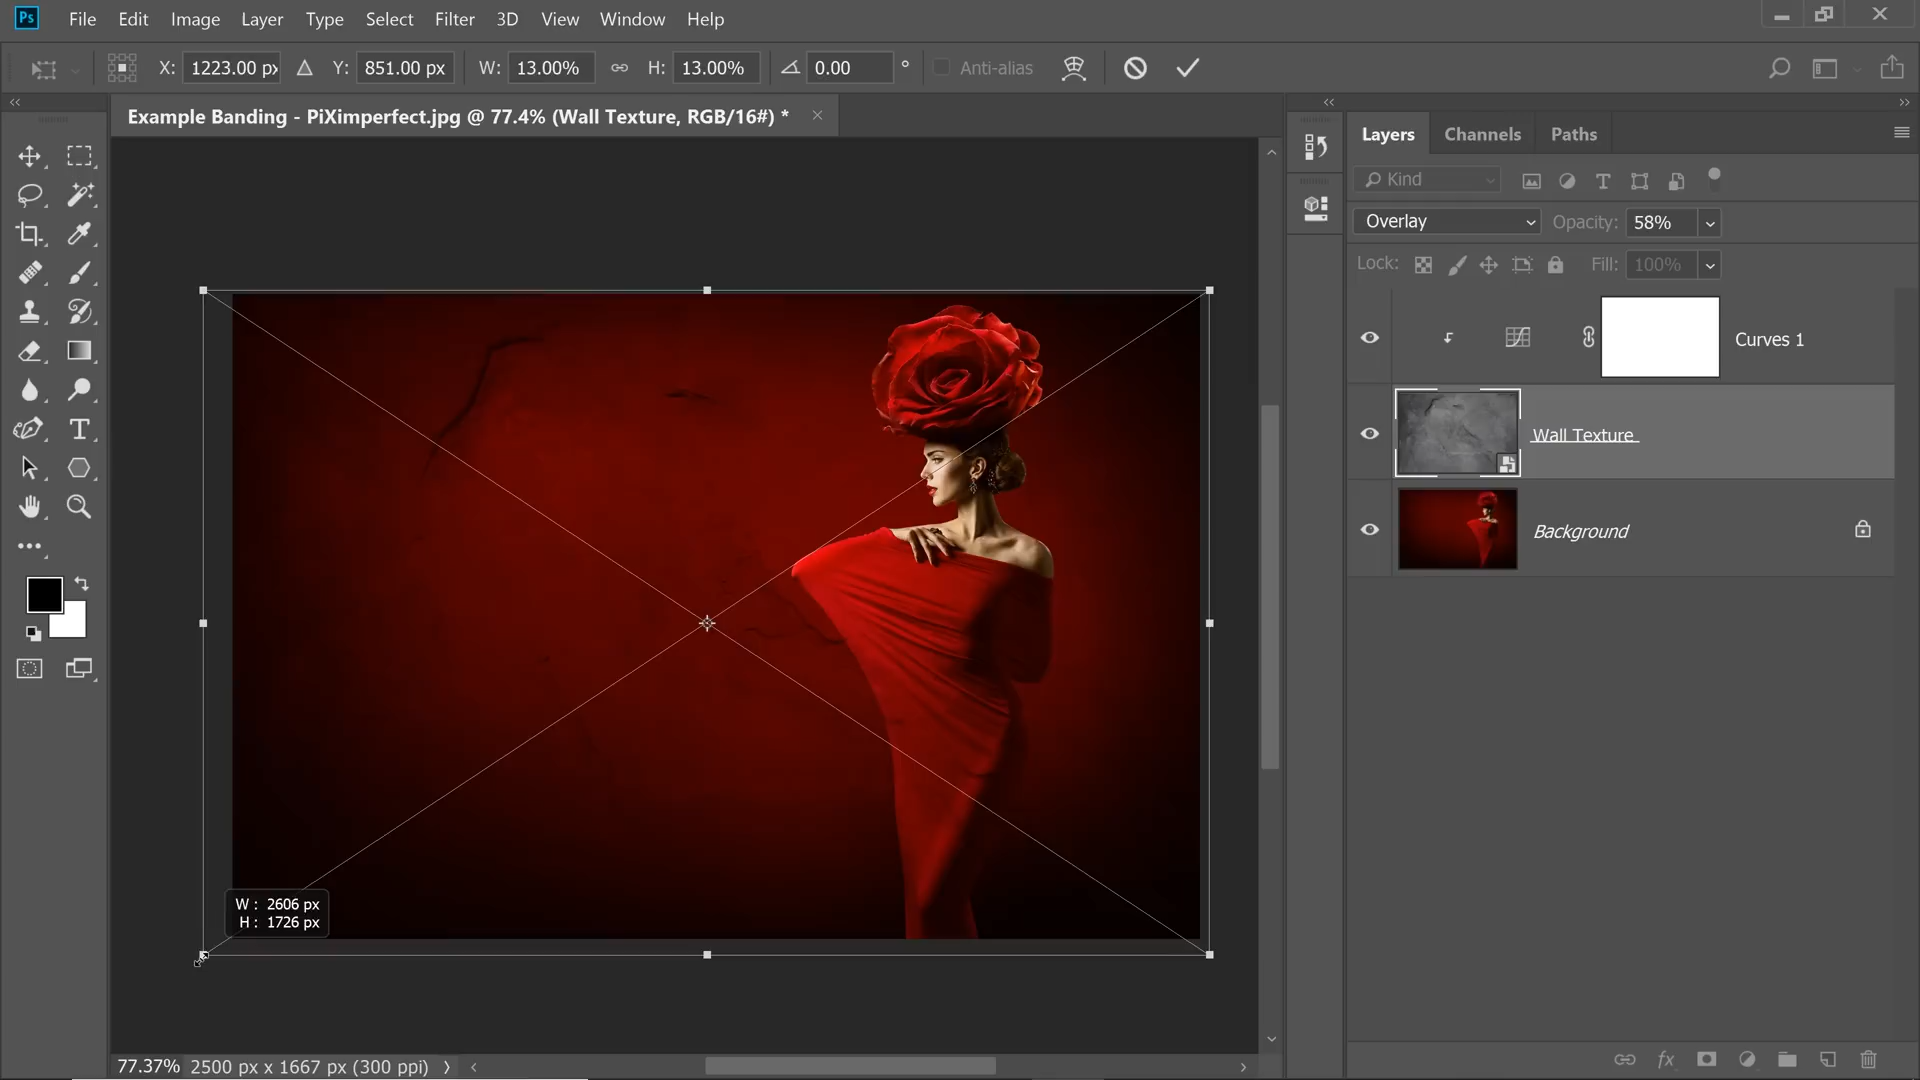 Ps File Edit Image Layer Type Select Filter 3D View Window Help
X: 1223.00 px Y: 851.00 px W: 13.00% H: 13.00% 0.00 ° Anti-alias
Example Banding - PiXimperfect.jpg @ 77.4% (Wall Texture, RGB/16#) *
Layers Channels Paths
Kind
Overlay Opacity: 58%
Lock: Fill: 100%
Curves 1
Wall Texture
Background
W : 2606 px
H : 1726 px
77.37% 2500 px x 1667 px (300 ppi)